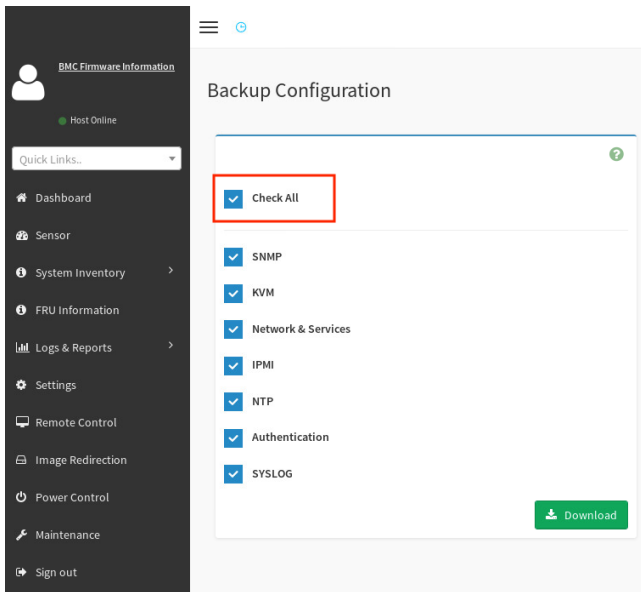 BMC Firmware Information
Host Online
Quick Links..
Dashboard
Sensor
System Inventory
FRU Information
Logs & Reports
Settings
Remote Control
Image Redirection
Power Control
Maintenance
Sign out
Backup Configuration
Check All
SNMP
KVM
Network & Services
IPMI
NTP
Authentication
SYSLOG
Download